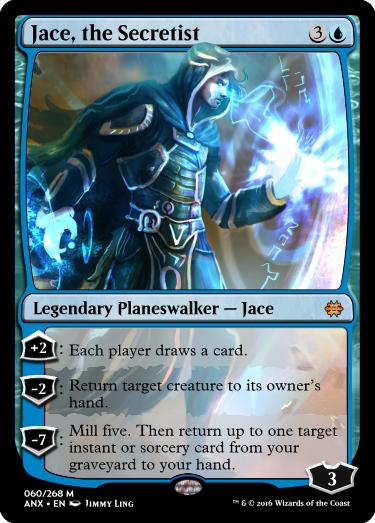 Jace, the Secretist 3
Legendary Planeswalker — Jace
+2: Each player draws a card.
-2: Return target creature to its owner's
hand.
-7: Mill five. Then return up to one target
instant or sorcery card from your
graveyard to your hand.
3
060/268 M
ANX • EN Jimmy Ling
™ & © 2016 Wizards of the Coast